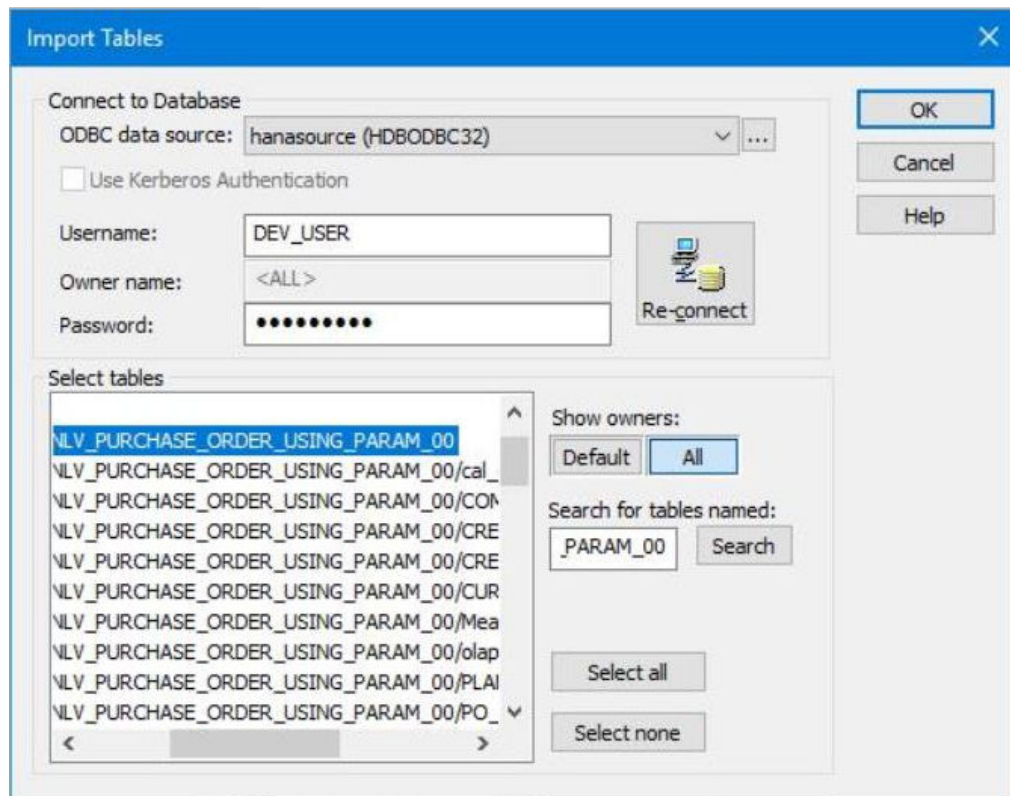 Import Tables
Connect to Database
ODBC data source: hanasource (HDBODBC32) ...
Use Kerberos Authentication
Username: DEV_USER
Owner name: <ALL>
Password: •••••••••
Re-connect
OK
Cancel
Help
Select tables
NLV_PURCHASE_ORDER_USING_PARAM_00
NLV_PURCHASE_ORDER_USING_PARAM_00/cal_
NLV_PURCHASE_ORDER_USING_PARAM_00/COM
NLV_PURCHASE_ORDER_USING_PARAM_00/CRE
NLV_PURCHASE_ORDER_USING_PARAM_00/CRE
NLV_PURCHASE_ORDER_USING_PARAM_00/CUR
NLV_PURCHASE_ORDER_USING_PARAM_00/Mea
NLV_PURCHASE_ORDER_USING_PARAM_00/olap
NLV_PURCHASE_ORDER_USING_PARAM_00/PLAN
NLV_PURCHASE_ORDER_USING_PARAM_00/PO_
Show owners:
Default All
Search for tables named:
_PARAM_00 Search
Select all
Select none